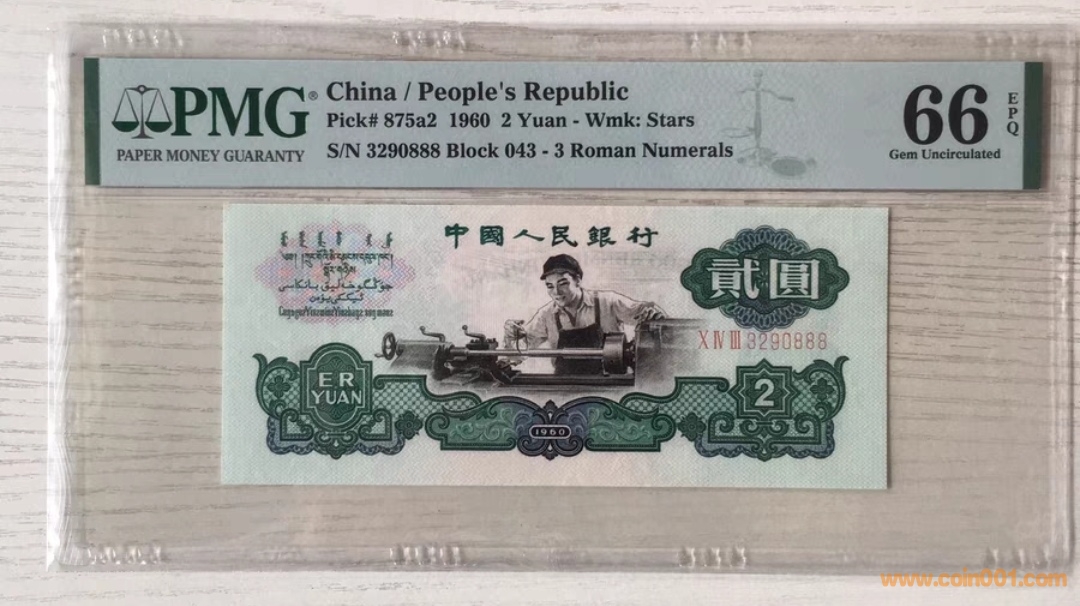 PMG®
PAPER MONEY GUARANTY
China / People's Republic
Pick# 875a2 1960 2 Yuan - Wmk: Stars
S/N 3290888 Block 043 - 3 Roman Numerals
66 EPQ
Gem Uncirculated
中國人民銀行
貳圓
X Ⅳ Ⅲ 3290888
ER
YUAN
1960
2
www.coin001.com